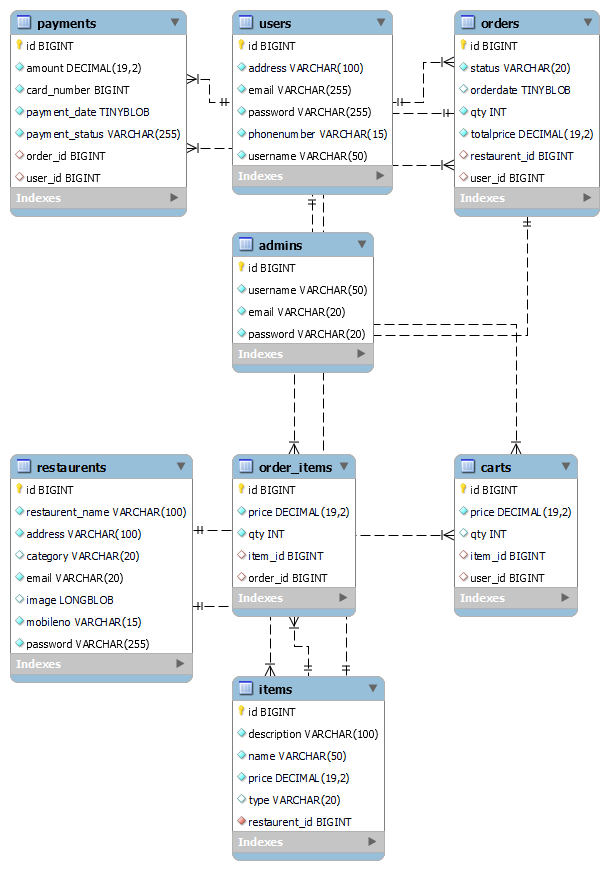 payments
id BIGINT
amount DECIMAL(19,2)
card_number BIGINT
payment_date TINYBLOB
payment_status VARCHAR(255)
order_id BIGINT
user_id BIGINT
Indexes
users
id BIGINT
address VARCHAR(100)
email VARCHAR(255)
password VARCHAR(255)
phonenumber VARCHAR(15)
username VARCHAR(50)
Indexes
orders
id BIGINT
status VARCHAR(20)
orderdate TINYBLOB
qty INT
totalprice DECIMAL(19,2)
restaurent_id BIGINT
user_id BIGINT
Indexes
admins
id BIGINT
username VARCHAR(50)
email VARCHAR(20)
password VARCHAR(20)
Indexes
restaurents
id BIGINT
restaurent_name VARCHAR(100)
address VARCHAR(100)
category VARCHAR(20)
email VARCHAR(20)
image LONGBLOB
mobileno VARCHAR(15)
password VARCHAR(255)
Indexes
order_items
id BIGINT
price DECIMAL(19,2)
qty INT
item_id BIGINT
order_id BIGINT
Indexes
carts
id BIGINT
price DECIMAL(19,2)
qty INT
item_id BIGINT
user_id BIGINT
Indexes
items
id BIGINT
description VARCHAR(100)
name VARCHAR(50)
price DECIMAL(19,2)
type VARCHAR(20)
restaurent_id BIGINT
Indexes